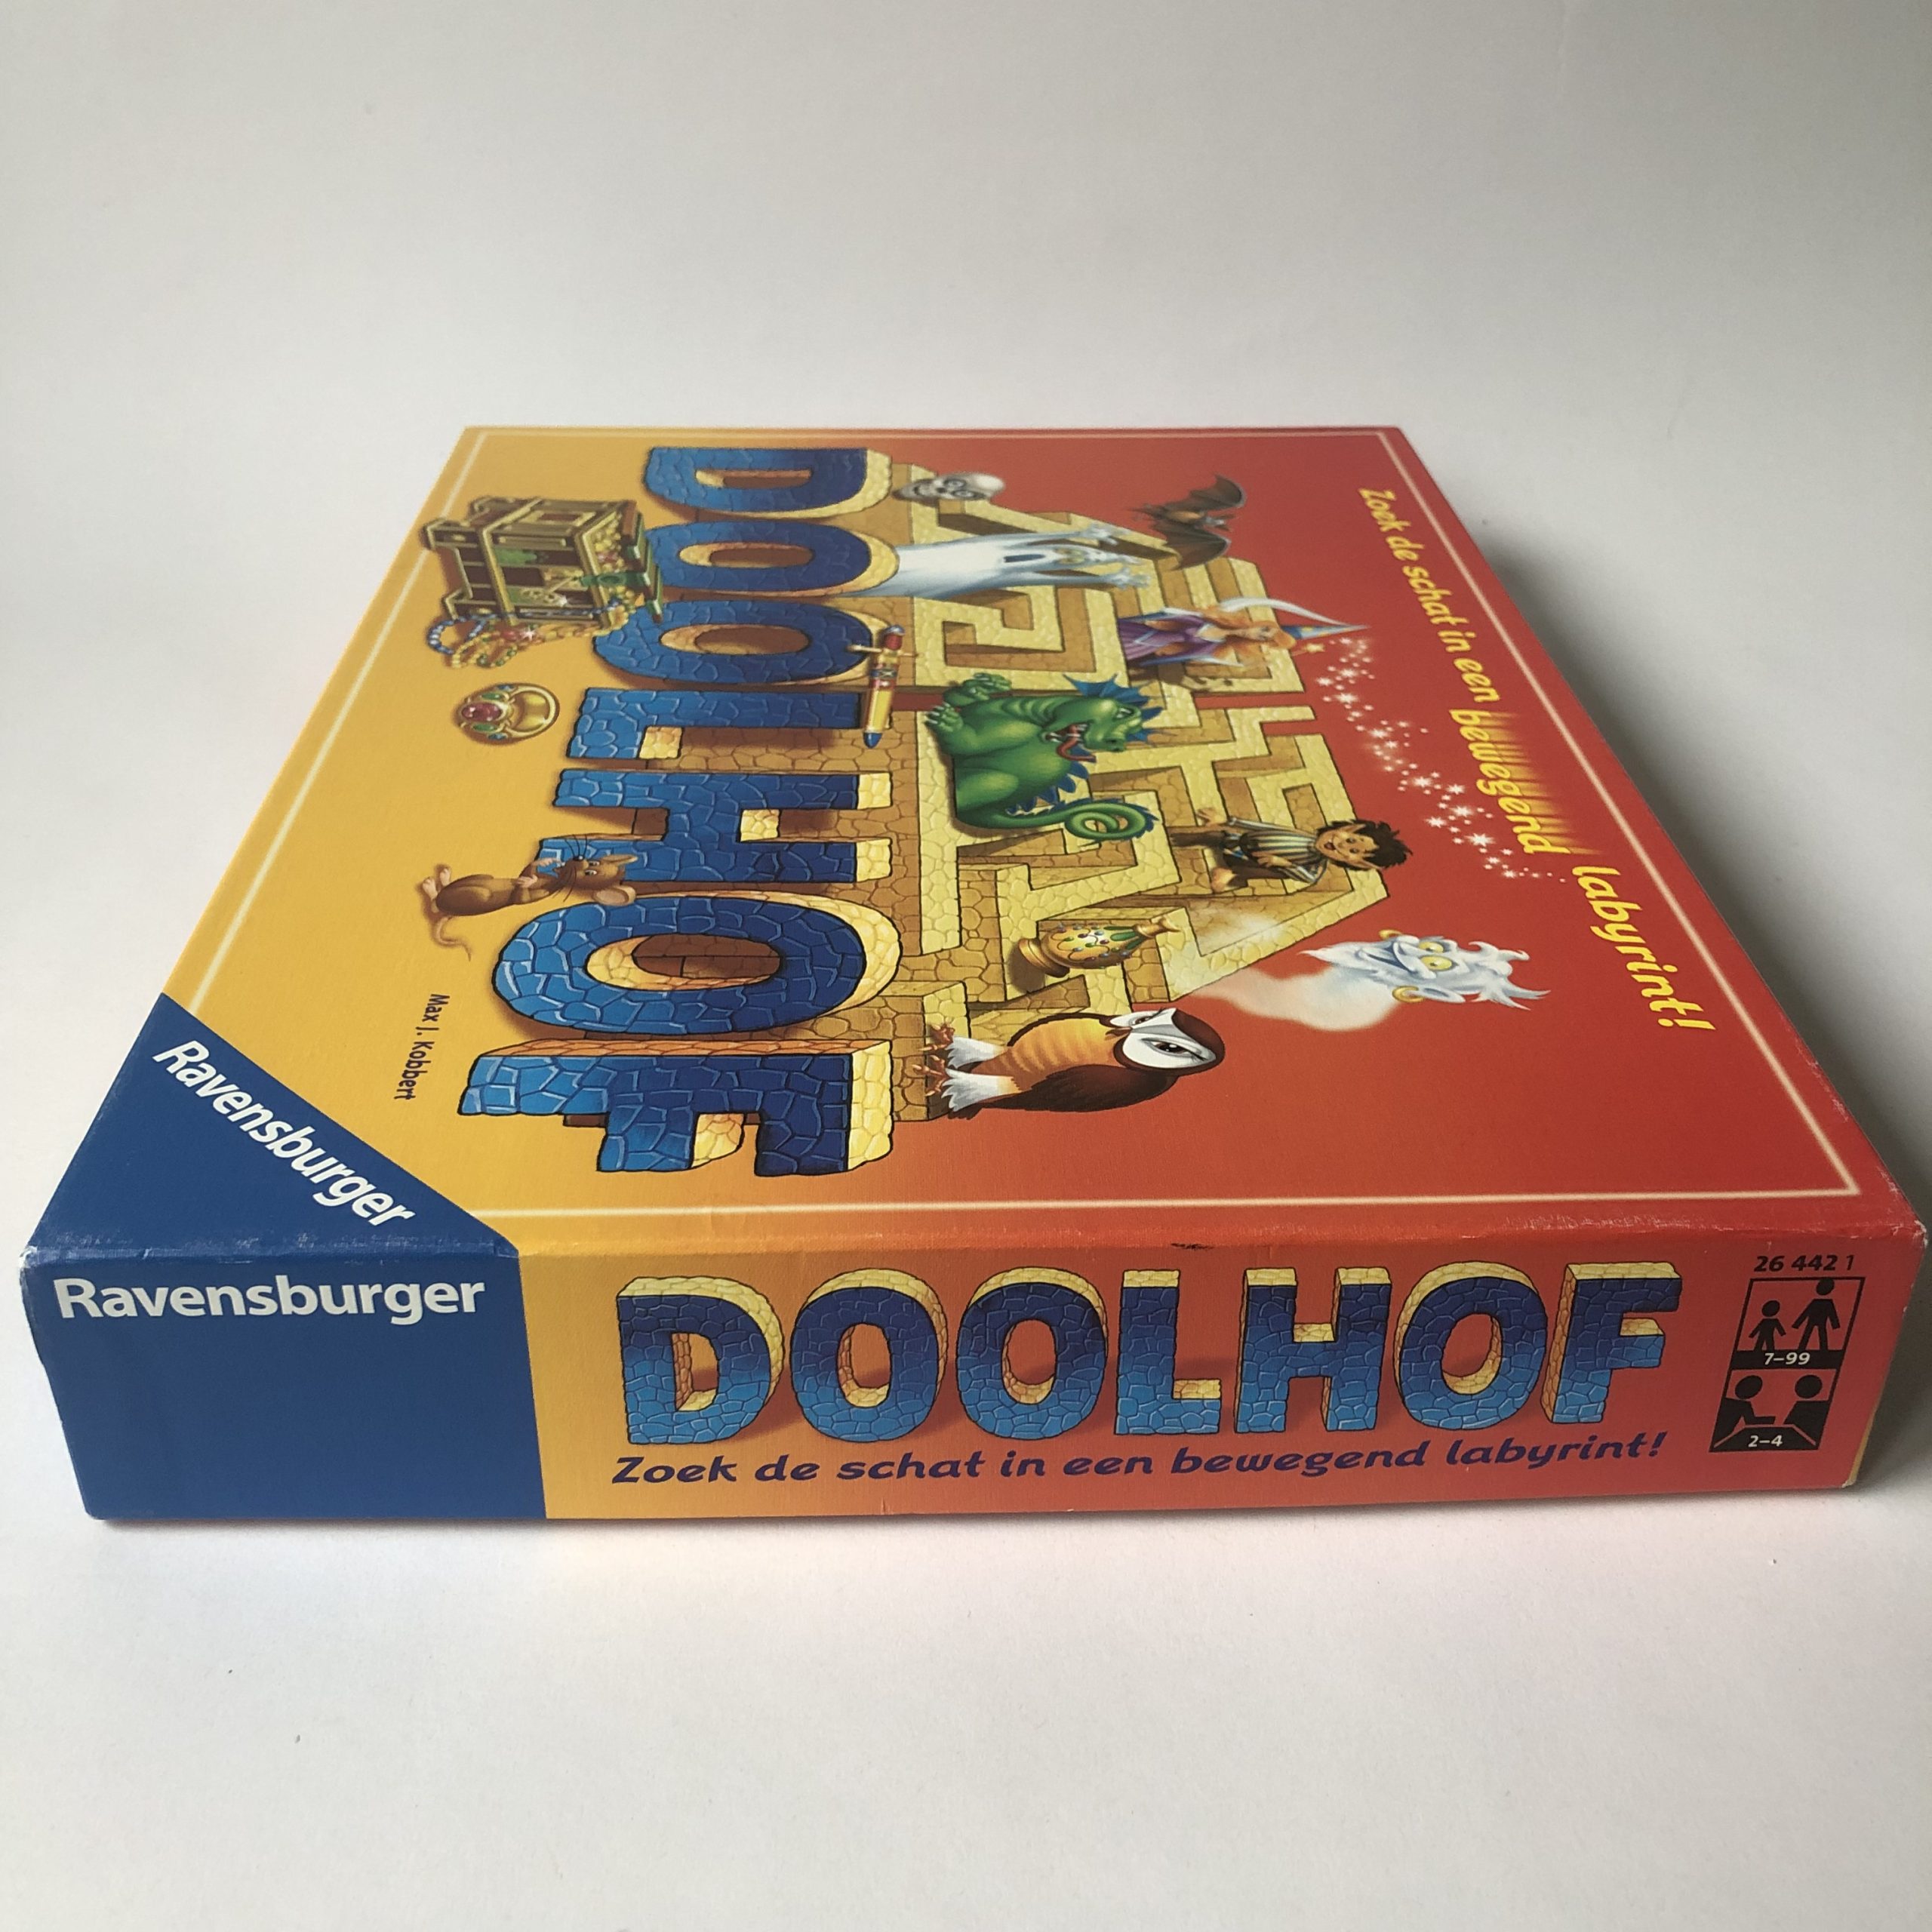 Zoek de schat in een bewegend labyrint!
DOOLHOF
Max J. Kobbert
Ravensburger
Ravensburger
DOOLHOF
Zoek de schat in een bewegend labyrint!
26 442 1
7-99
2-4